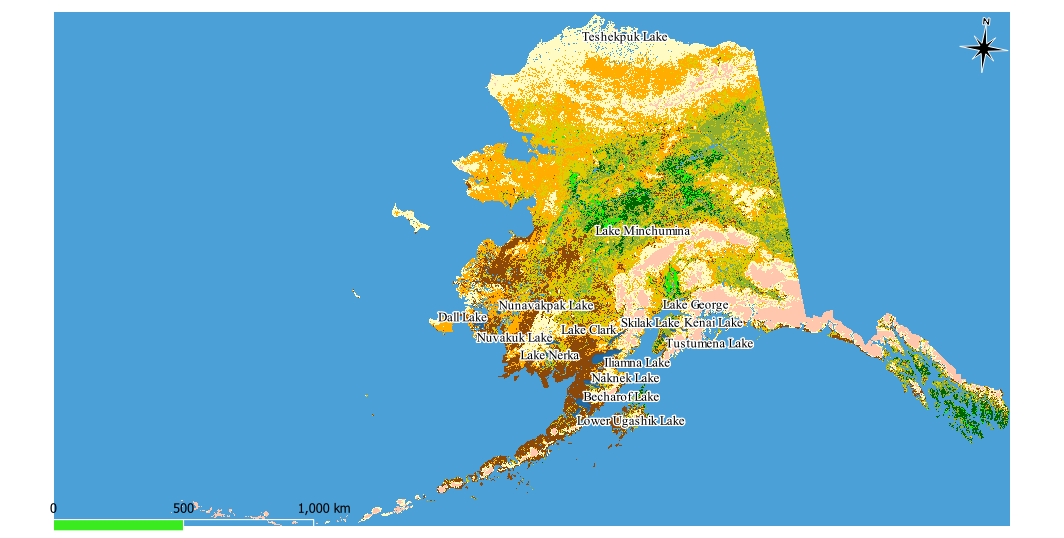 N
Teshekpuk Lake
Lake Minchumina
Nunavakpak Lake
Lake George
Dall Lake
Skilak Lake
Kenai Lake
Lake Clark
Nuyakuk Lake
Tustumena Lake
Lake Nerka
Iliamna Lake
Naknek Lake
Becharof Lake
Lower Ugashik Lake
0
500
1,000 km